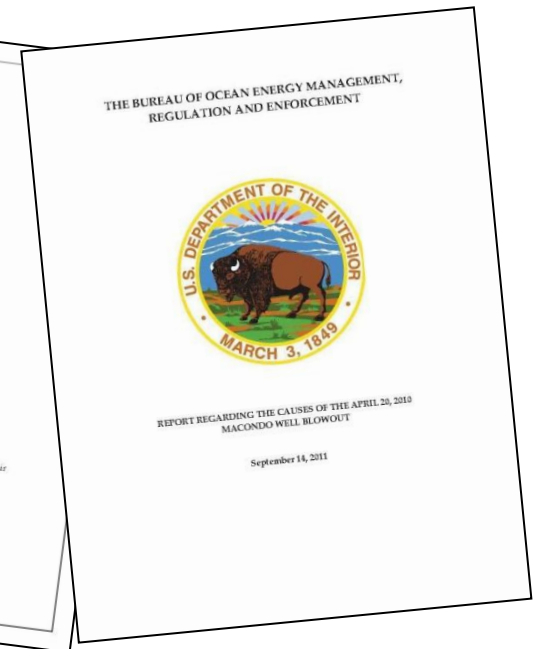 THE BUREAU OF OCEAN ENERGY MANAGEMENT,
REGULATION AND ENFORCEMENT
U.S. DEPARTMENT OF THE INTERIOR
MARCH 3, 1849
REPORT REGARDING THE CAUSES OF THE APRIL 20, 2010
MACONDO WELL BLOWOUT
September 14, 2011